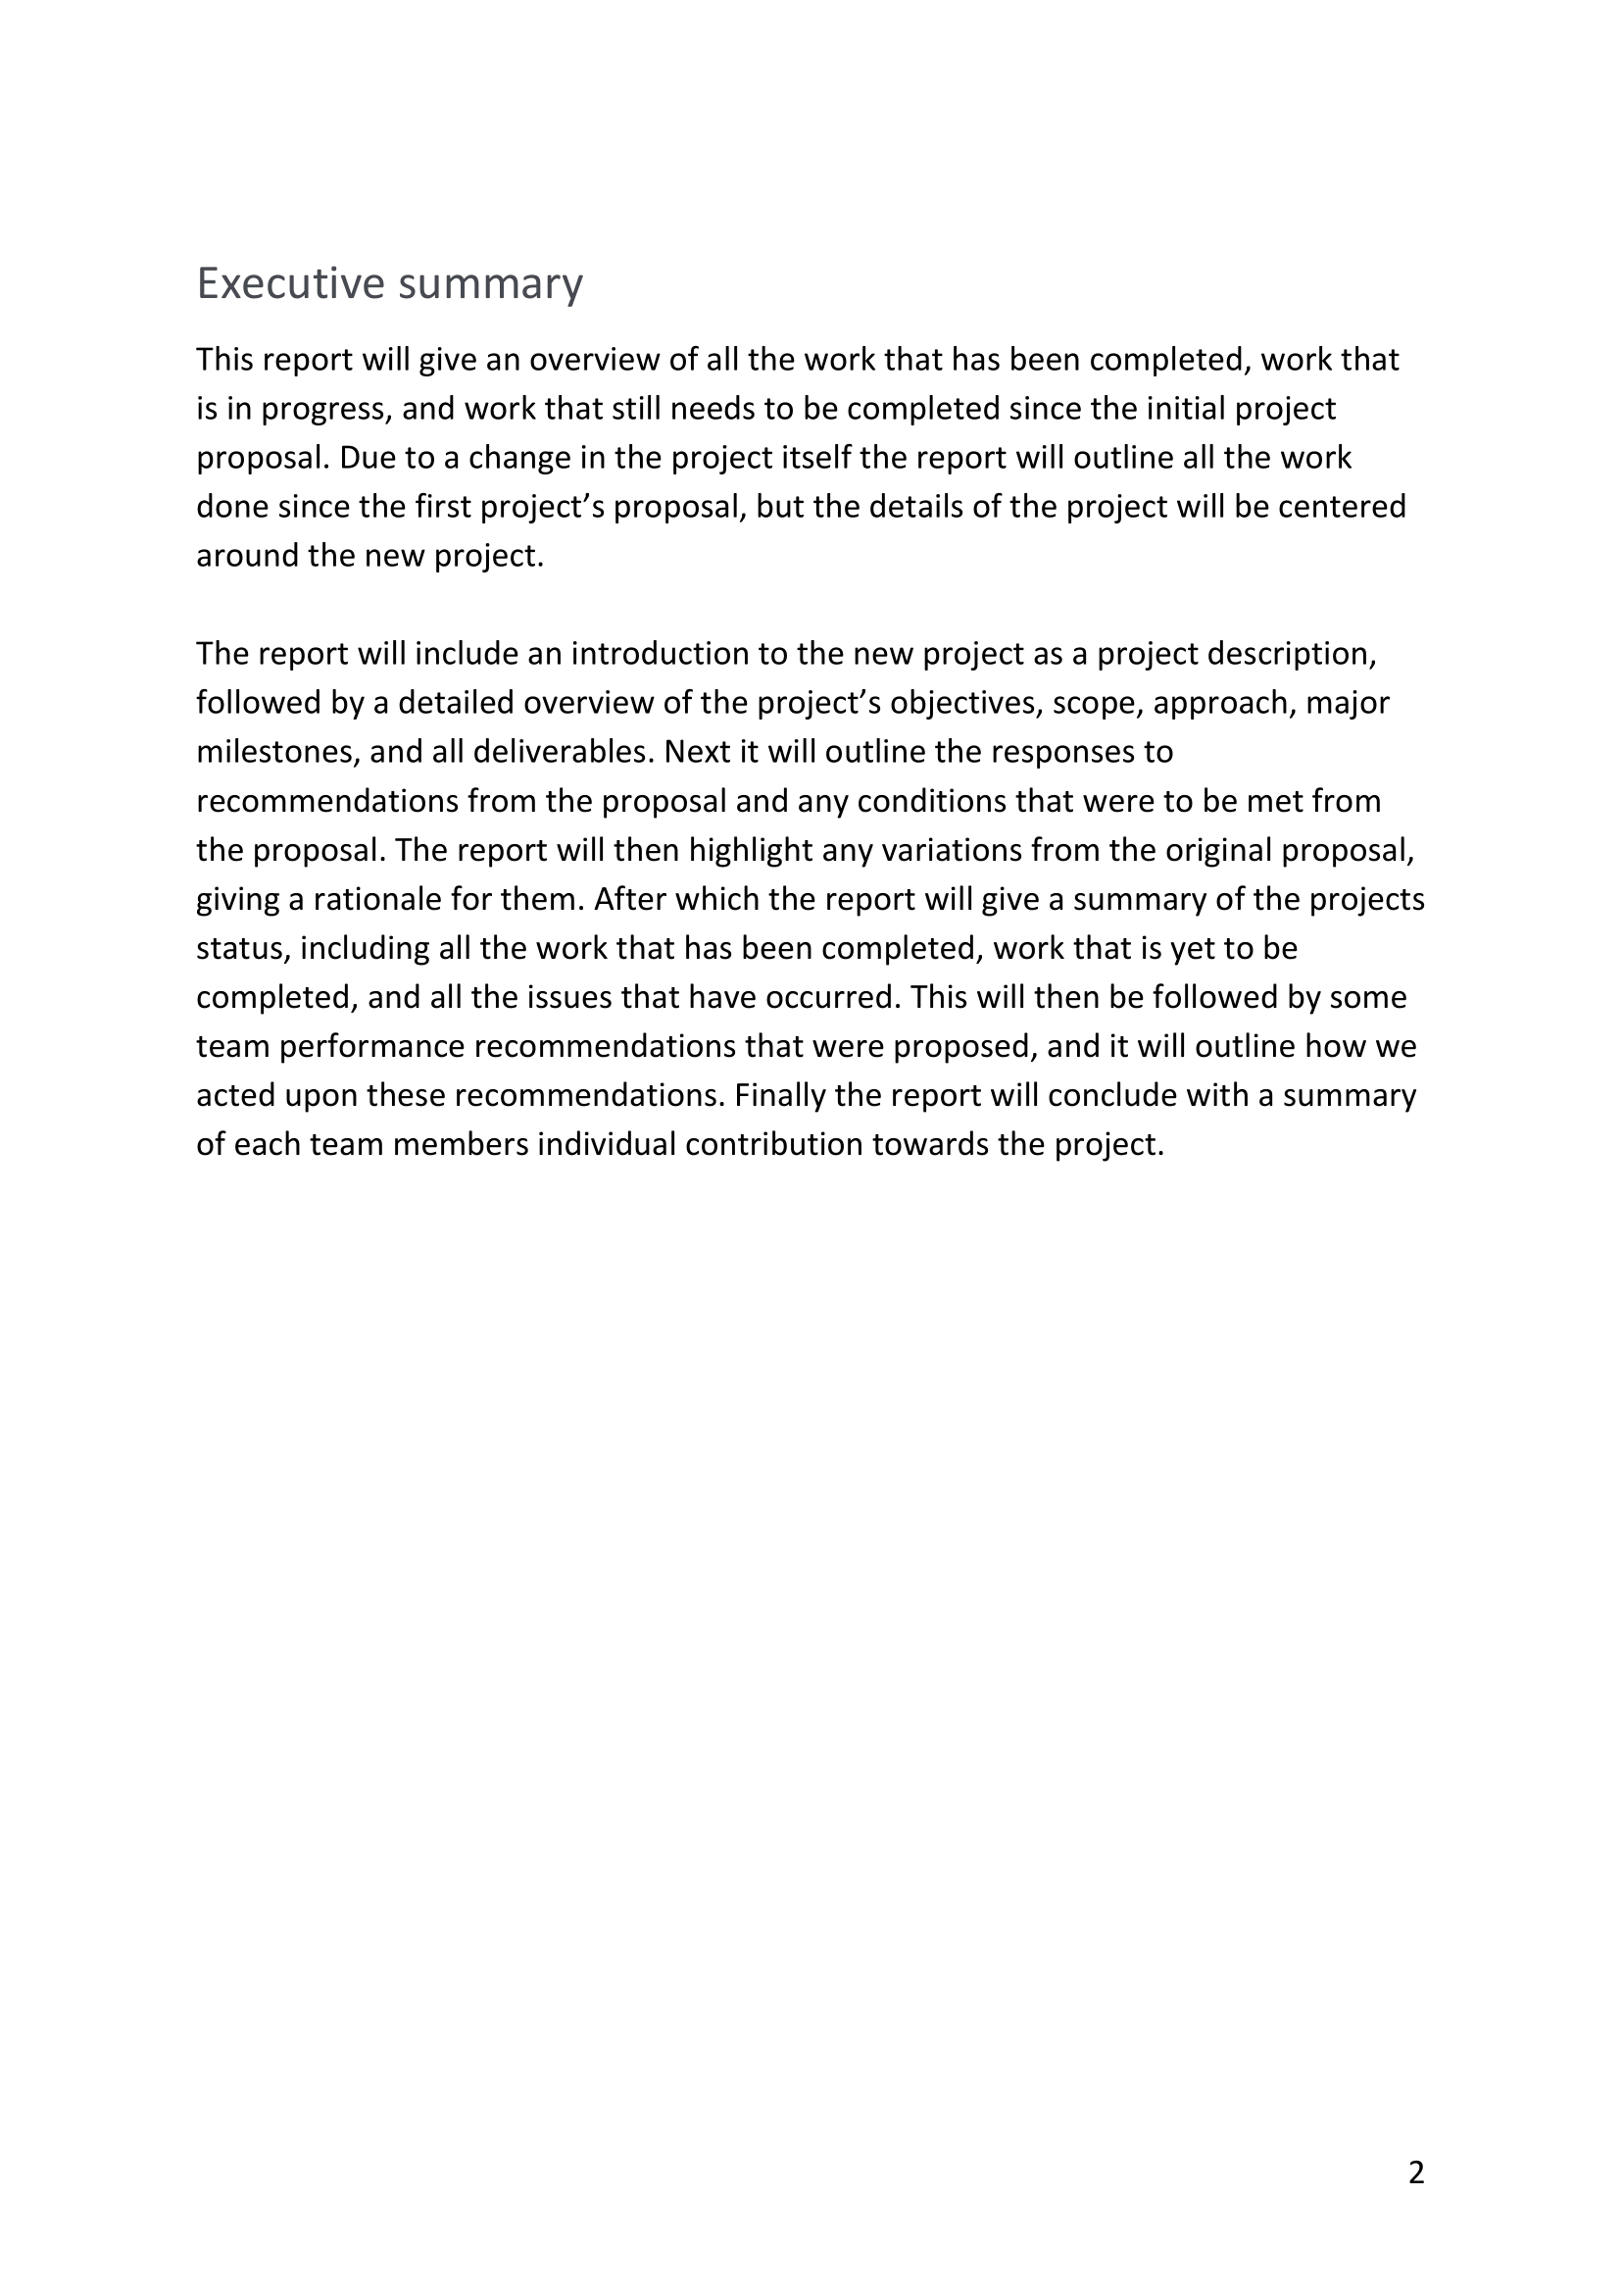 Executive summary
This report will give an overview of all the work that has been completed, work that
is in progress, and work that still needs to be completed since the initial project
proposal. Due to a change in the project itself the report will outline all the work
done since the first project’s proposal, but the details of the project will be centered
around the new project.
The report will include an introduction to the new project as a project description,
followed by a detailed overview of the project’s objectives, scope, approach, major
milestones, and all deliverables. Next it will outline the responses to
recommendations from the proposal and any conditions that were to be met from
the proposal. The report will then highlight any variations from the original proposal,
giving a rationale for them. After which the report will give a summary of the projects
status, including all the work that has been completed, work that is yet to be
completed, and all the issues that have occurred. This will then be followed by some
team performance recommendations that were proposed, and it will outline how we
acted upon these recommendations. Finally the report will conclude with a summary
of each team members individual contribution towards the project.
2